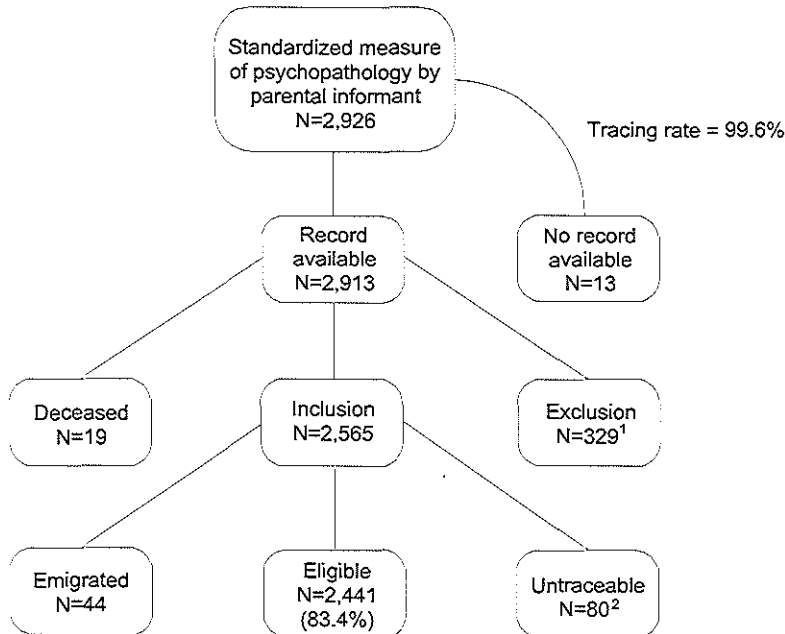 Standardized measure
of psychopathology by
parental informant
N=2,926
Tracing rate = 99.6%
Record
available
N=2,913
No record
available
N=13
Deceased
N=19
Inclusion
N=2,565
Exclusion
N=329¹
Emigrated
N=44
Eligible
N=2,441
(83.4%)
Untraceable
N=80²